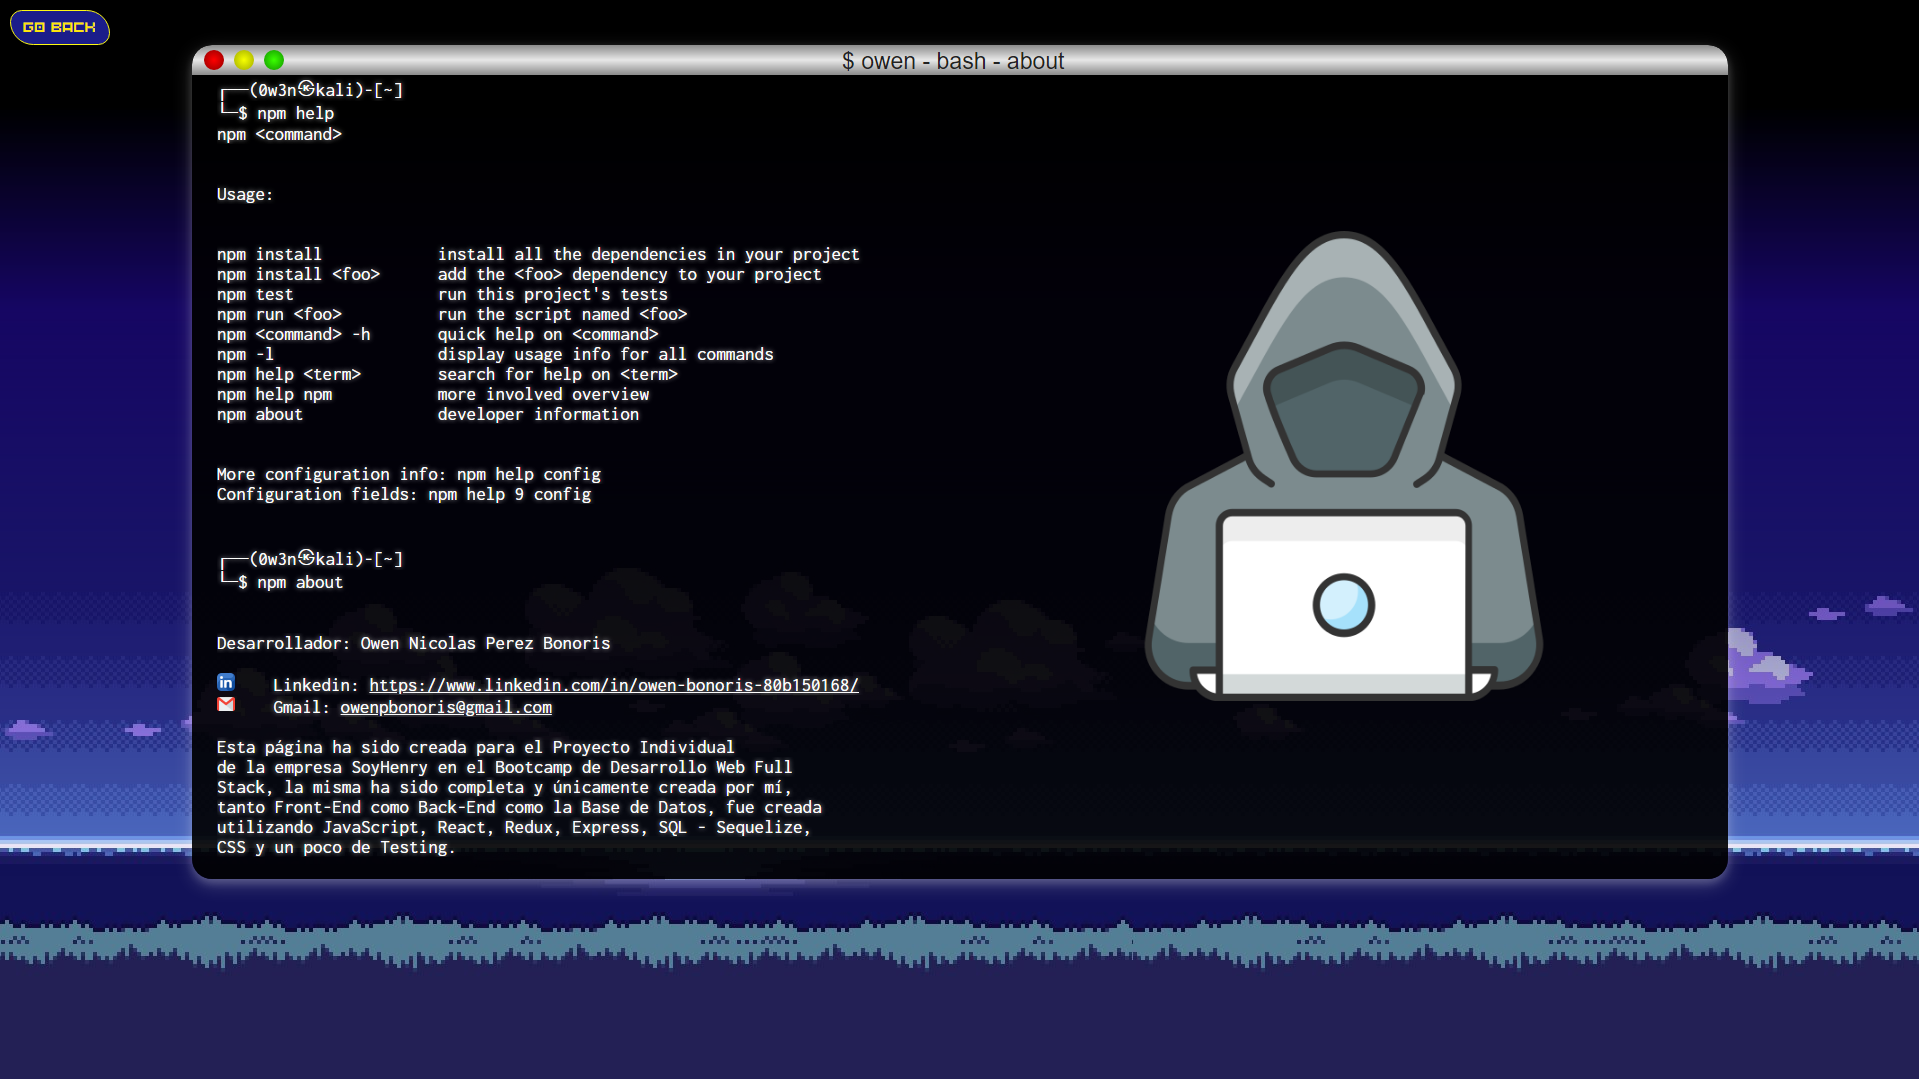 GO BACK
$ owen - bash - about
┌──(0w3n㉿kali)-[~]
└─$ npm help
npm <command>
Usage:
npm install install all the dependencies in your project
npm install <foo> add the <foo> dependency to your project
npm test run this project's tests
npm run <foo> run the script named <foo>
npm <command> -h quick help on <command>
npm -l display usage info for all commands
npm help <term> search for help on <term>
npm help npm more involved overview
npm about developer information
More configuration info: npm help config
Configuration fields: npm help 9 config
┌──(0w3n㉿kali)-[~]
└─$ npm about
Desarrollador: Owen Nicolas Perez Bonoris
in Linkedin: https://www.linkedin.com/in/owen-bonoris-80b150168/
Gmail: owenpbonoris@gmail.com
Esta página ha sido creada para el Proyecto Individual
de la empresa SoyHenry en el Bootcamp de Desarrollo Web Full
Stack, la misma ha sido completa y únicamente creada por mí,
tanto Front-End como Back-End como la Base de Datos, fue creada
utilizando JavaScript, React, Redux, Express, SQL - Sequelize,
CSS y un poco de Testing.